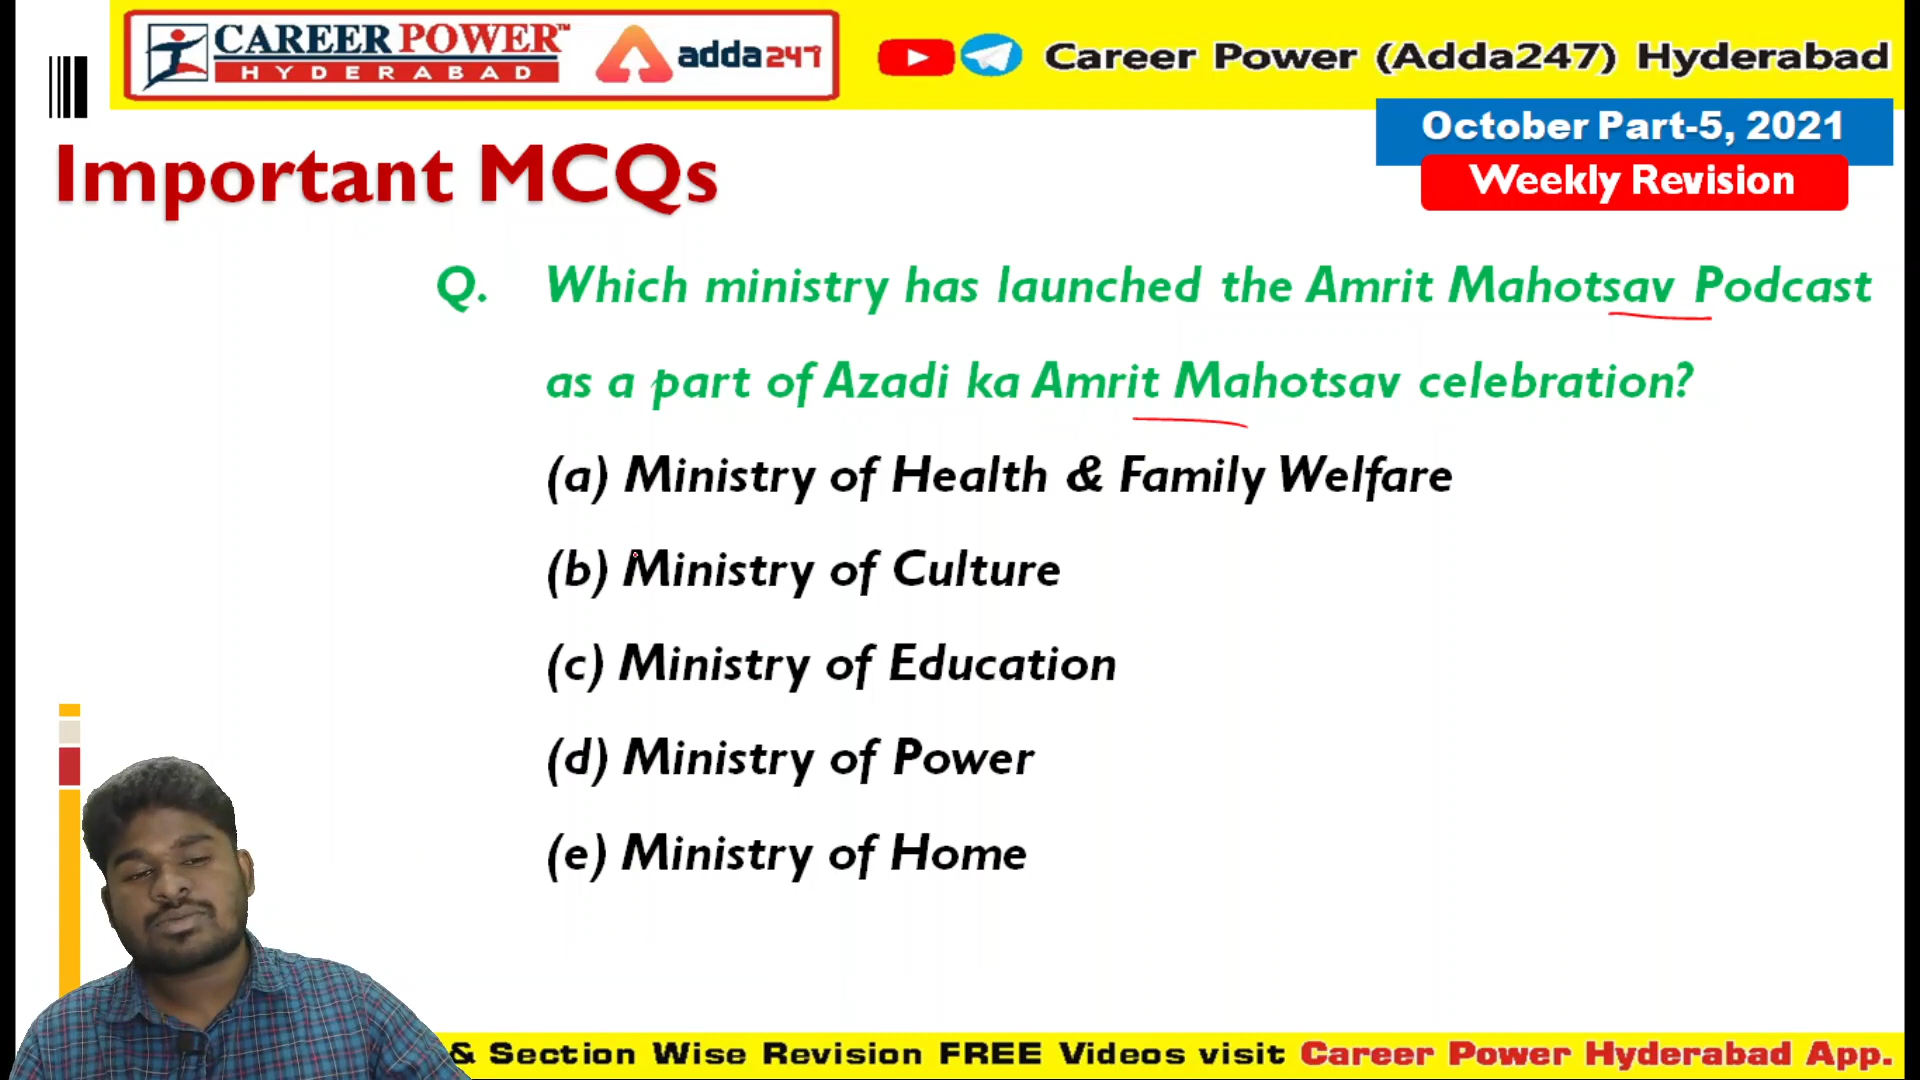 CAREER POWER™
HYDERABAD
adda247
Career Power (Adda247) Hyderabad
October Part-5, 2021
Weekly Revision
Important MCQs
Q. Which ministry has launched the Amrit Mahotsav Podcast
as a part of Azadi ka Amrit Mahotsav celebration?
(a) Ministry of Health & Family Welfare
(b) Ministry of Culture
(c) Ministry of Education
(d) Ministry of Power
(e) Ministry of Home
& Section Wise Revision FREE Videos visit Career Power Hyderabad App.